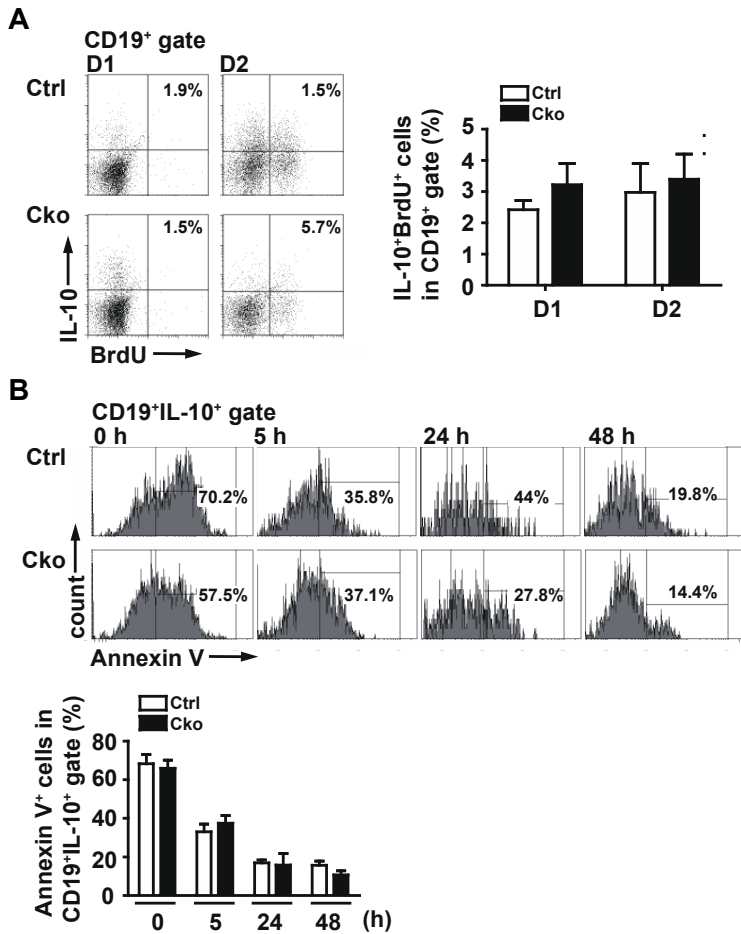 A
CD19⁺ gate
D1 D2
Ctrl 1.9% 1.5%
Cko 1.5% 5.7%
IL-10
BrdU
Ctrl
Cko
IL-10⁺BrdU⁺ cells
in CD19⁺ gate (%)
5
4
3
2
1
0
D1 D2
B
CD19⁺IL-10⁺ gate
0 h 5 h 24 h 48 h
Ctrl 70.2% 35.8% 44% 19.8%
Cko 57.5% 37.1% 27.8% 14.4%
count
Annexin V
Ctrl
Cko
Annexin V⁺ cells in
CD19⁺IL-10⁺ gate (%)
80
60
40
20
0
0 5 24 48 (h)